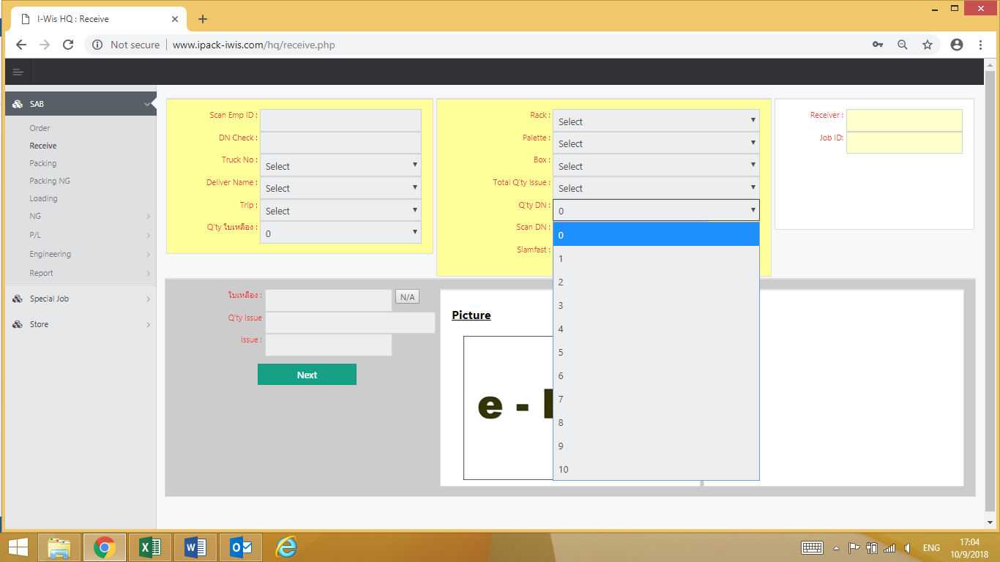 I-Wis HQ : Receive
Not secure
www.ipack-iwis.com/hq/receive.php
SAB
Order
Receive
Packing
Packing NG
Loading
NG
P/L
Engineering
Report
Special Job
Store
Scan Emp ID :
DN Check :
Truck No : Select
Deliver Name : Select
Trip : Select
Q'ty ใบเหลือง : 0
Rack : Select
Palette : Select
Box : Select
Total Q'ty Issue : Select
Q'ty DN : 0
Scan DN :
Siamfast :
0
1
2
3
4
5
6
7
8
9
10
Receiver :
Job ID:
ใบเหลือง : N/A
Q'ty Issue
Issue :
Next
Picture
e -
ENG
17:04
10/9/2018